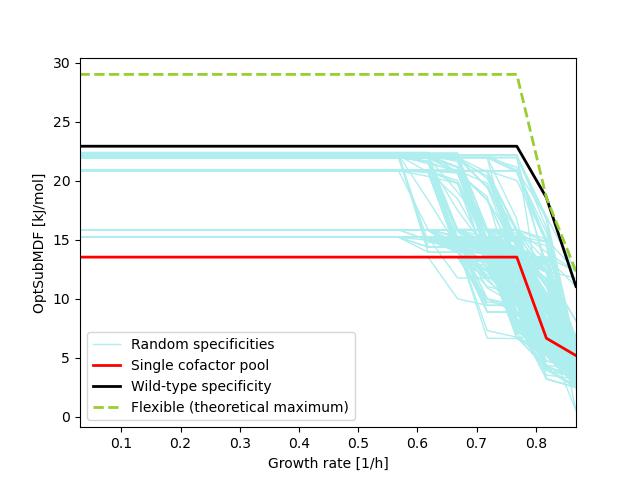 30
25
20
15
10
5
0
OptSubMDF [kJ/mol]
Random specificities
Single cofactor pool
Wild-type specificity
Flexible (theoretical maximum)
0.1 0.2 0.3 0.4 0.5 0.6 0.7 0.8
Growth rate [1/h]